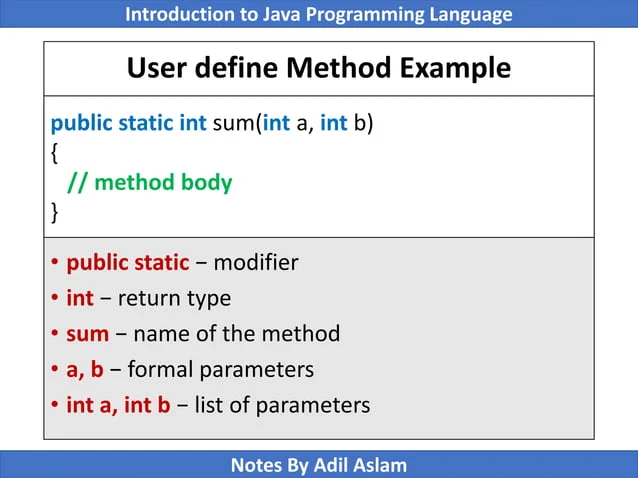 Introduction to Java Programming Language
User define Method Example
public static int sum(int a, int b)
{
// method body
}
• public static − modifier
• int − return type
• sum − name of the method
• a, b − formal parameters
• int a, int b − list of parameters
Notes By Adil Aslam